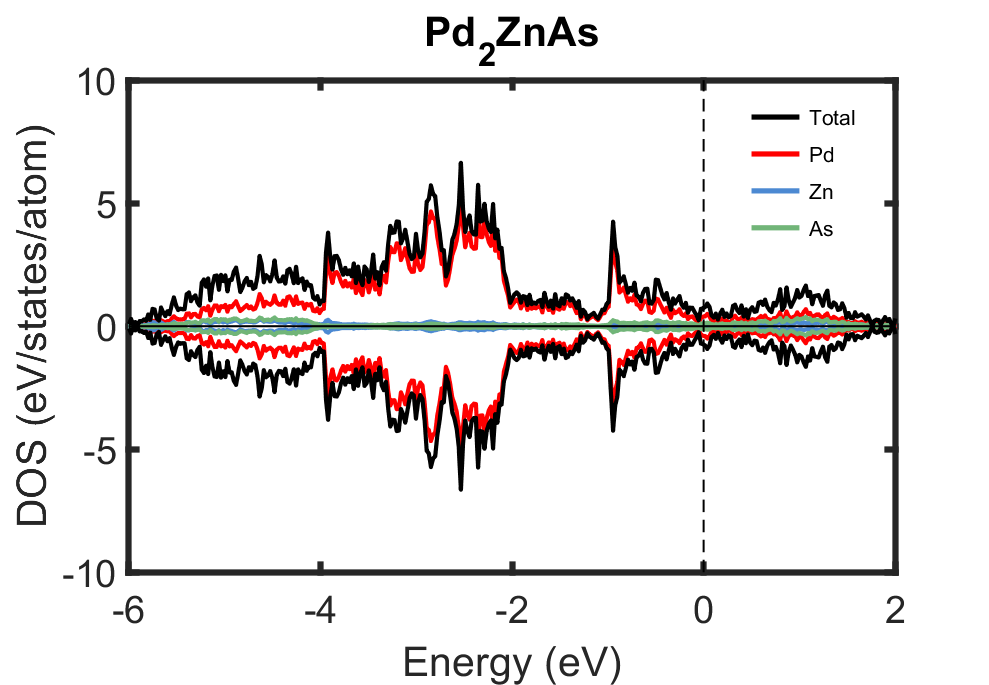 Pd2ZnAs
10
5
0
-5
-10
DOS (eV/states/atom)
Total
Pd
Zn
As
-6 -4 -2 0 2
Energy (eV)